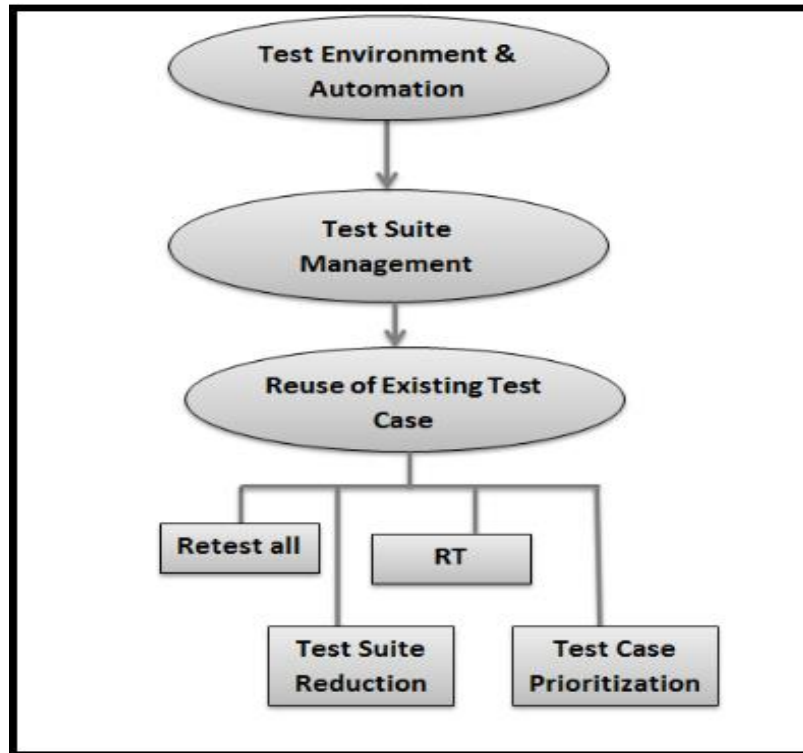 Test Environment &
Automation
Test Suite
Management
Reuse of Existing Test
Case
Retest all
RT
Test Suite
Reduction
Test Case
Prioritization